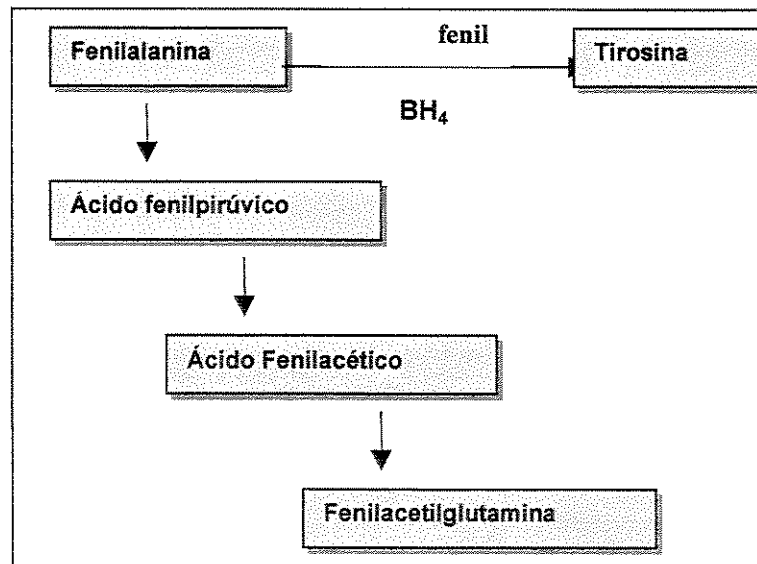 Fenilalanina
fenil
Tirosina
BH₄
Ácido fenilpirúvico
Ácido Fenilacético
Fenilacetilglutamina